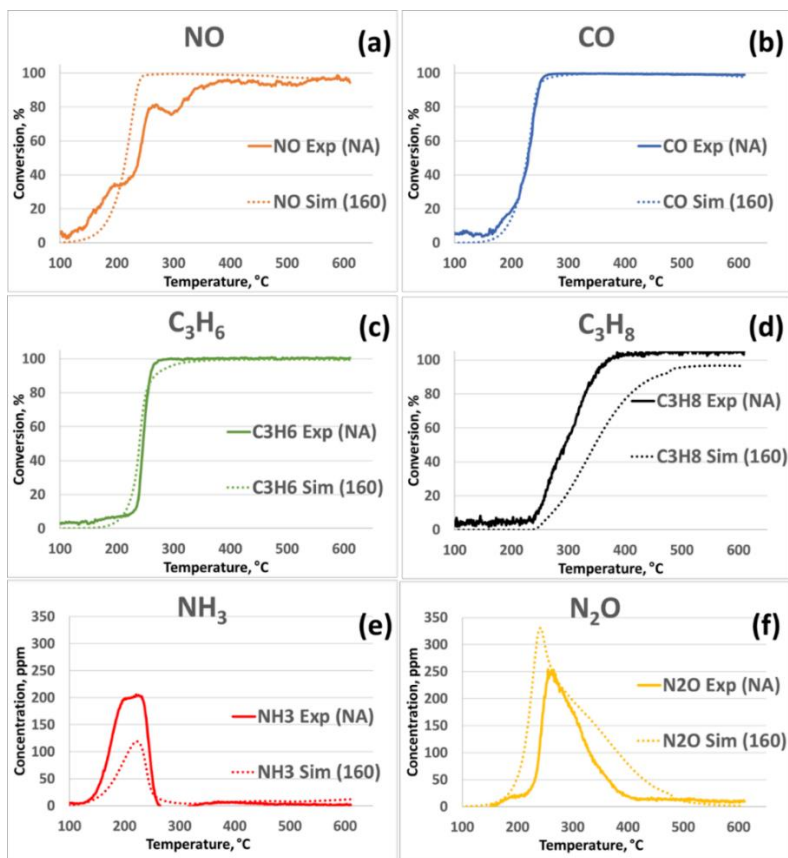 NO
(a)
Conversion, %
100
80
60
40
20
0
NO Exp (NA)
NO Sim (160)
100 200 300 400 500 600
Temperature, °C
CO
(b)
Conversion, %
100
80
60
40
20
0
CO Exp (NA)
CO Sim (160)
100 200 300 400 500 600
Temperature, °C
C₃H₆
(c)
Conversion, %
100
80
60
40
20
0
C3H6 Exp (NA)
C3H6 Sim (160)
100 200 300 400 500 600
Temperature, °C
C₃H₈
(d)
Conversion, %
100
80
60
40
20
0
C3H8 Exp (NA)
C3H8 Sim (160)
100 200 300 400 500 600
Temperature, °C
NH₃
(e)
Concentration, ppm
350
300
250
200
150
100
50
0
NH3 Exp (NA)
NH3 Sim (160)
100 200 300 400 500 600
Temperature, °C
N₂O
(f)
Concentration, ppm
350
300
250
200
150
100
50
0
N2O Exp (NA)
N2O Sim (160)
100 200 300 400 500 600
Temperature, °C